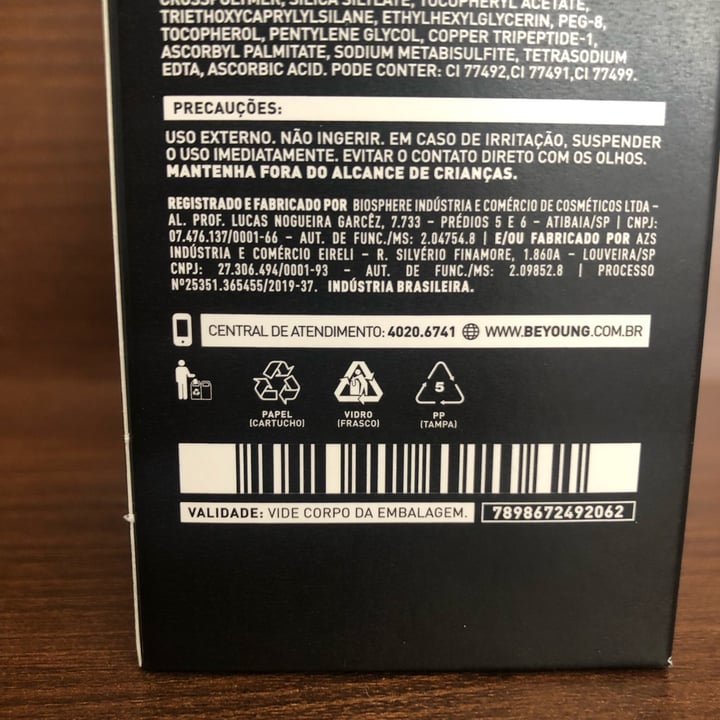 CROSSPOLYMER, SILICA SILYLATE, TOCOPHERYL ACETATE,
TRIETHOXYCAPRYLYLSILANE, ETHYLHEXYLGLYCERIN, PEG-8,
TOCOPHEROL, PENTYLENE GLYCOL, COPPER TRIPEPTIDE-1,
ASCORBYL PALMITATE, SODIUM METABISULFITE, TETRASODIUM
EDTA, ASCORBIC ACID. PODE CONTER: CI 77492,CI 77491,CI 77499.
PRECAUÇÕES:
USO EXTERNO. NÃO INGERIR. EM CASO DE IRRITAÇÃO, SUSPENDER
O USO IMEDIATAMENTE. EVITAR O CONTATO DIRETO COM OS OLHOS.
MANTENHA FORA DO ALCANCE DE CRIANÇAS.
REGISTRADO E FABRICADO POR BIOSPHERE INDÚSTRIA E COMÉRCIO DE COSMÉTICOS LTDA –
AL. PROF. LUCAS NOGUEIRA GARCÊZ, 7.733 – PRÉDIOS 5 E 6 – ATIBAIA/SP | CNPJ:
07.476.137/0001-66 – AUT. DE FUNC./MS: 2.04754.8 | E/OU FABRICADO POR AZS
INDÚSTRIA E COMÉRCIO EIRELI – R. SILVÉRIO FINAMORE, 1.860A – LOUVEIRA/SP
CNPJ: 27.306.494/0001-93 – AUT. DE FUNC./MS: 2.09852.8 | PROCESSO
Nº25351.365455/2019-37. INDÚSTRIA BRASILEIRA.
CENTRAL DE ATENDIMENTO: 4020.6741 WWW.BEYOUNG.COM.BR
5
PAPEL VIDRO PP
(CARTUCHO) (FRASCO) (TAMPA)
VALIDADE: VIDE CORPO DA EMBALAGEM. 7898672492062